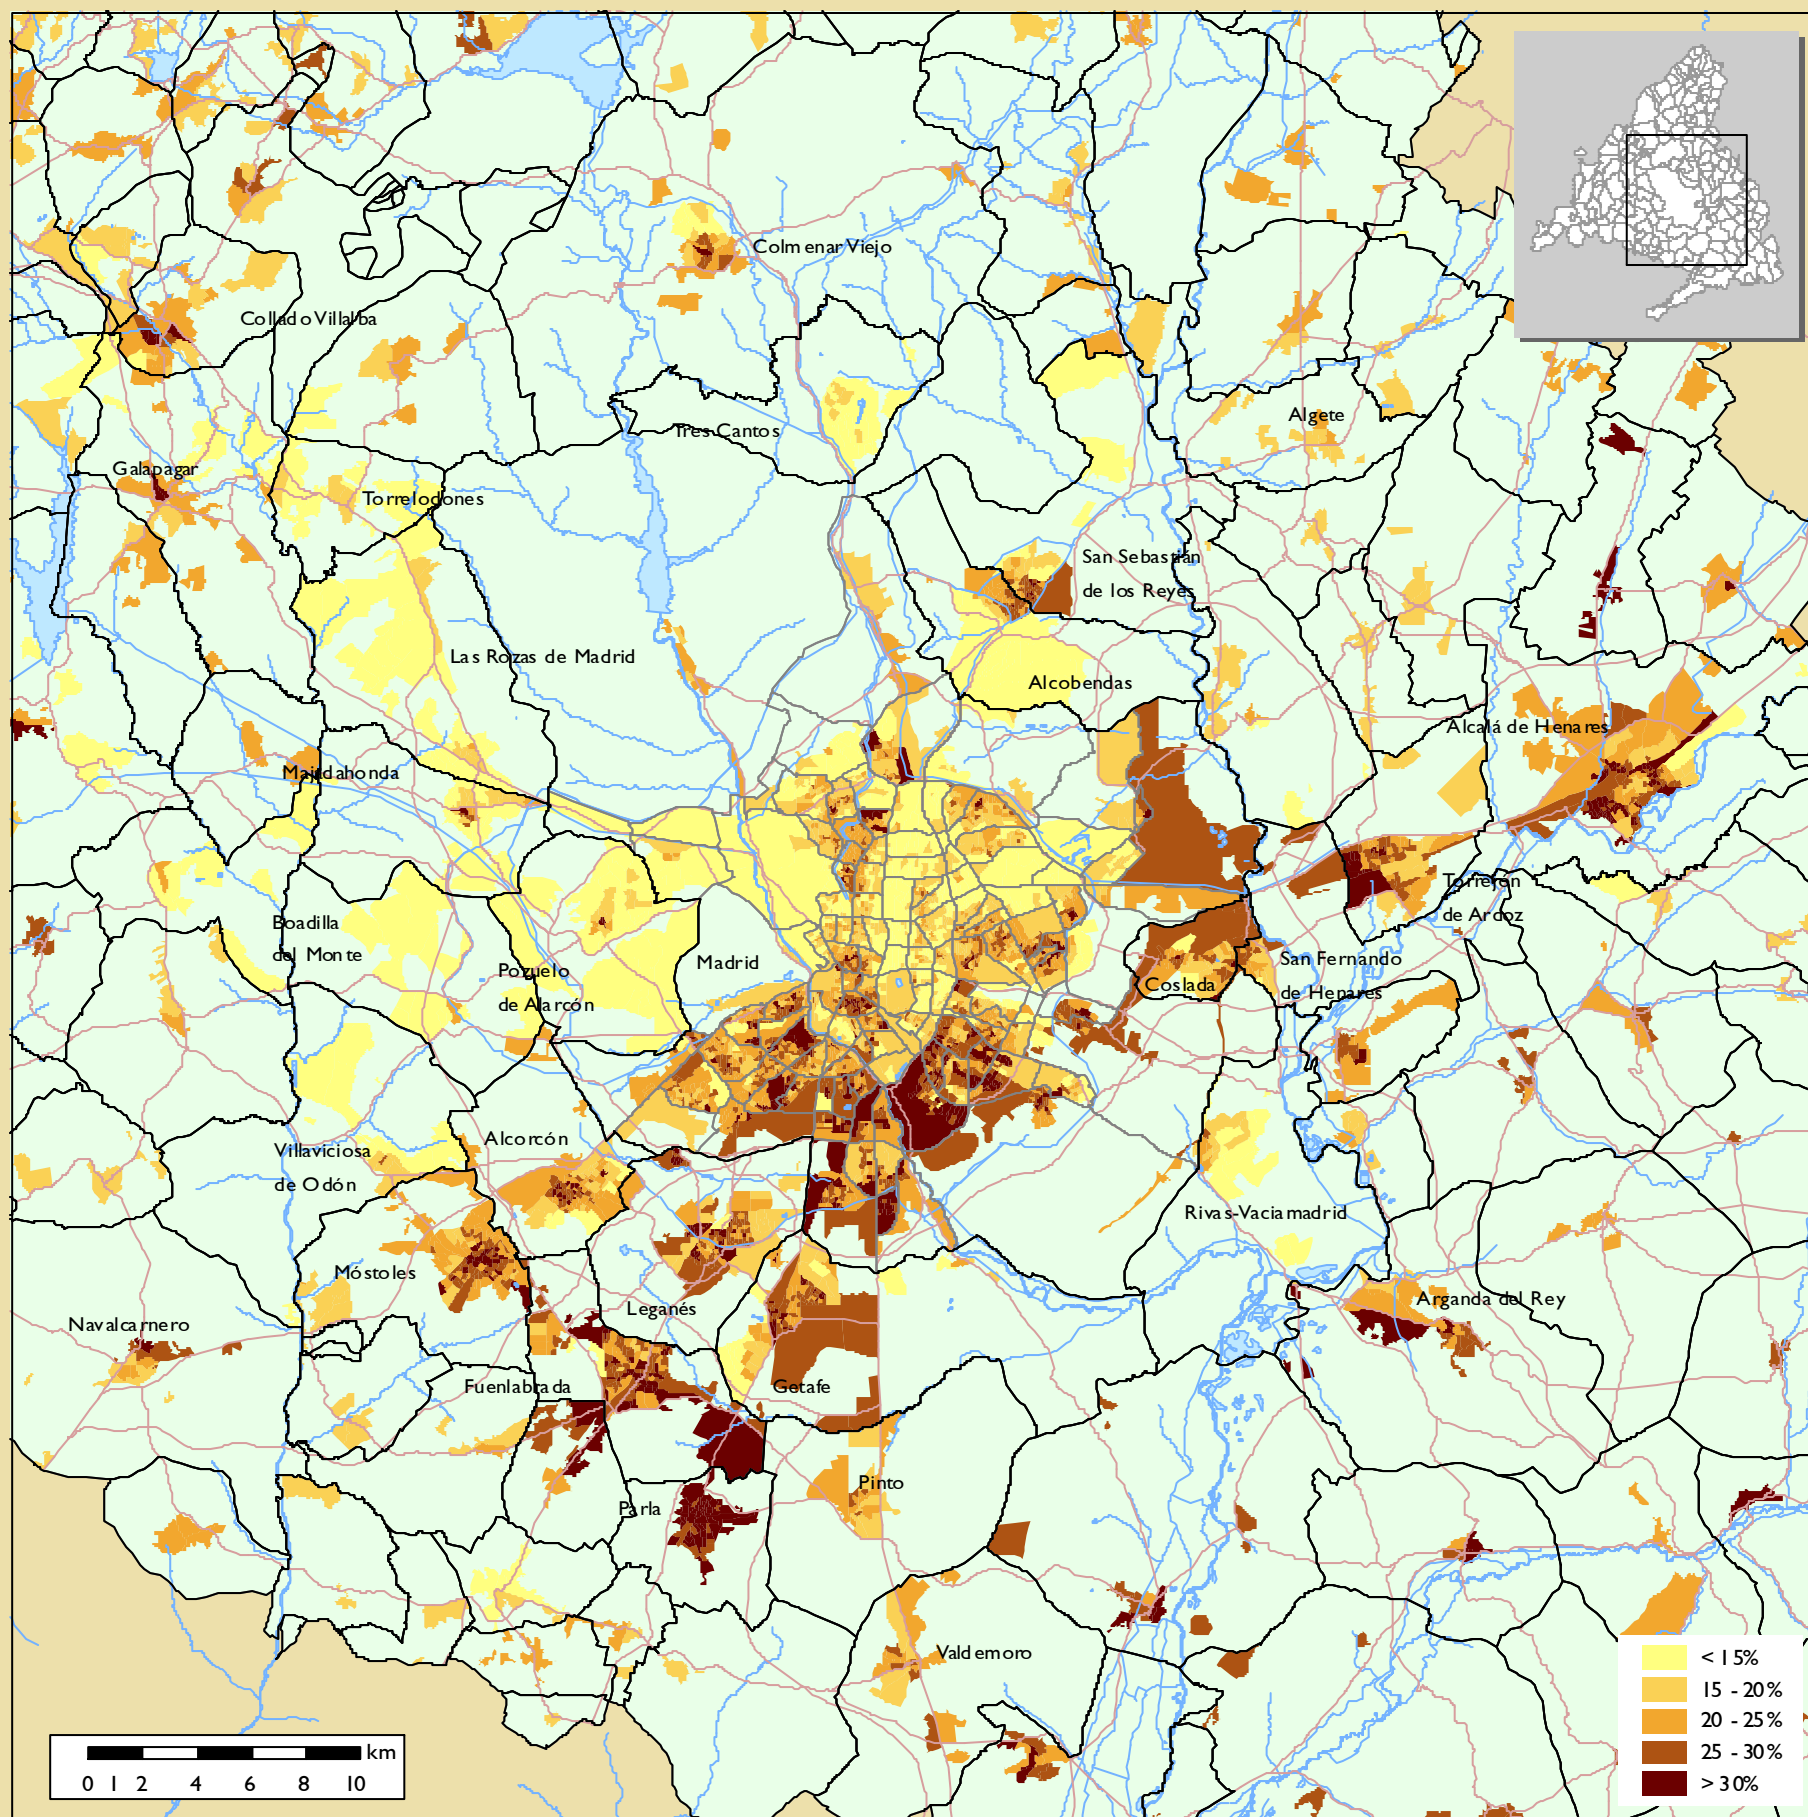 Colmenar Viejo
Collado Villalba
Tres Cantos
Algete
Galapagar
Torrelodones
San Sebastián
de los Reyes
Las Rozas de Madrid
Alcobendas
Alcalá de Henares
Majadahonda
Torrejón
de Ardoz
Boadilla
del Monte
Madrid
Pozuelo
de Alarcón
San Fernando
de Henares
Coslada
Alcorcón
Villaviciosa
de Odón
Rivas-Vaciamadrid
Móstoles
Leganés
Arganda del Rey
Navalcarnero
Fuenlabrada
Getafe
Pinto
Parla
Valdemoro
< 15%
15 - 20%
20 - 25%
25 - 30%
> 30%
km
0 1 2 4 6 8 10